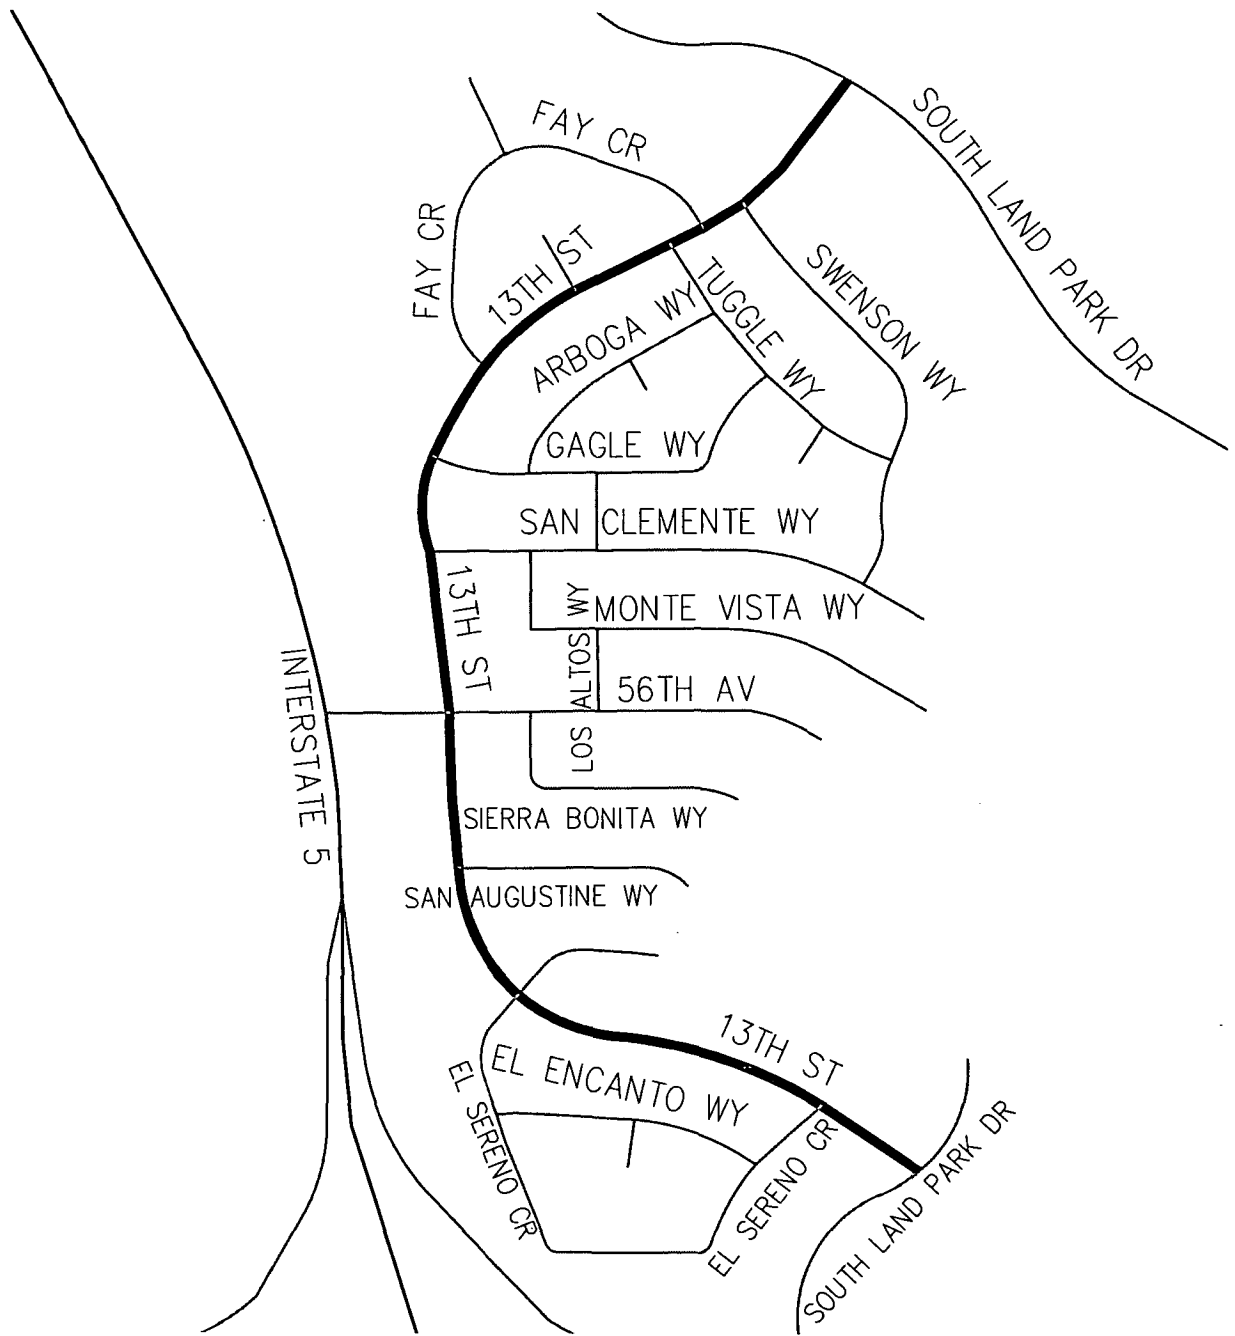 FAY CR
SOUTH LAND PARK DR
FAY CR
13TH ST
SWENSON WY
TUGGLE WY
ARBOGA WY
GAGLE WY
SAN CLEMENTE WY
13TH ST
LOS ALTOS WY
MONTE VISTA WY
INTERSTATE 5
56TH AV
SIERRA BONITA WY
SAN AUGUSTINE WY
13TH ST
EL ENCANTO WY
EL SERENO CR
EL SERENO CR
SOUTH LAND PARK DR